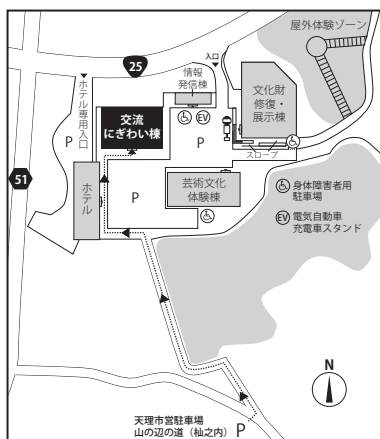 屋外体験ゾーン
入口
25
情報
発信棟
ホテル専用入口
文化財
修復・
展示棟
交流
にぎわい棟
EV
P
P
スロープ
51
ホテル
P
芸術文化
体験棟
身体障害者用
駐車場
EV
電気自動車
充電車スタンド
N
天理市営駐車場
山の辺の道（杣之内）
P